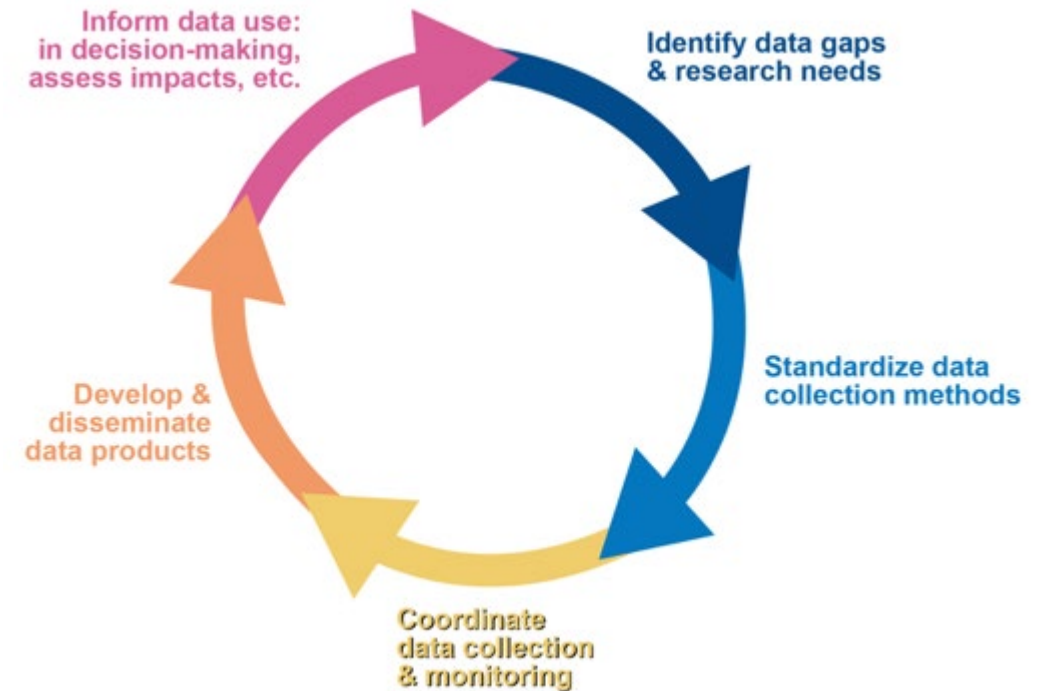 Inform data use:
in decision-making,
assess impacts, etc.
Identify data gaps
& research needs
Standardize data
collection methods
Coordinate
data collection
& monitoring
Develop &
disseminate
data products